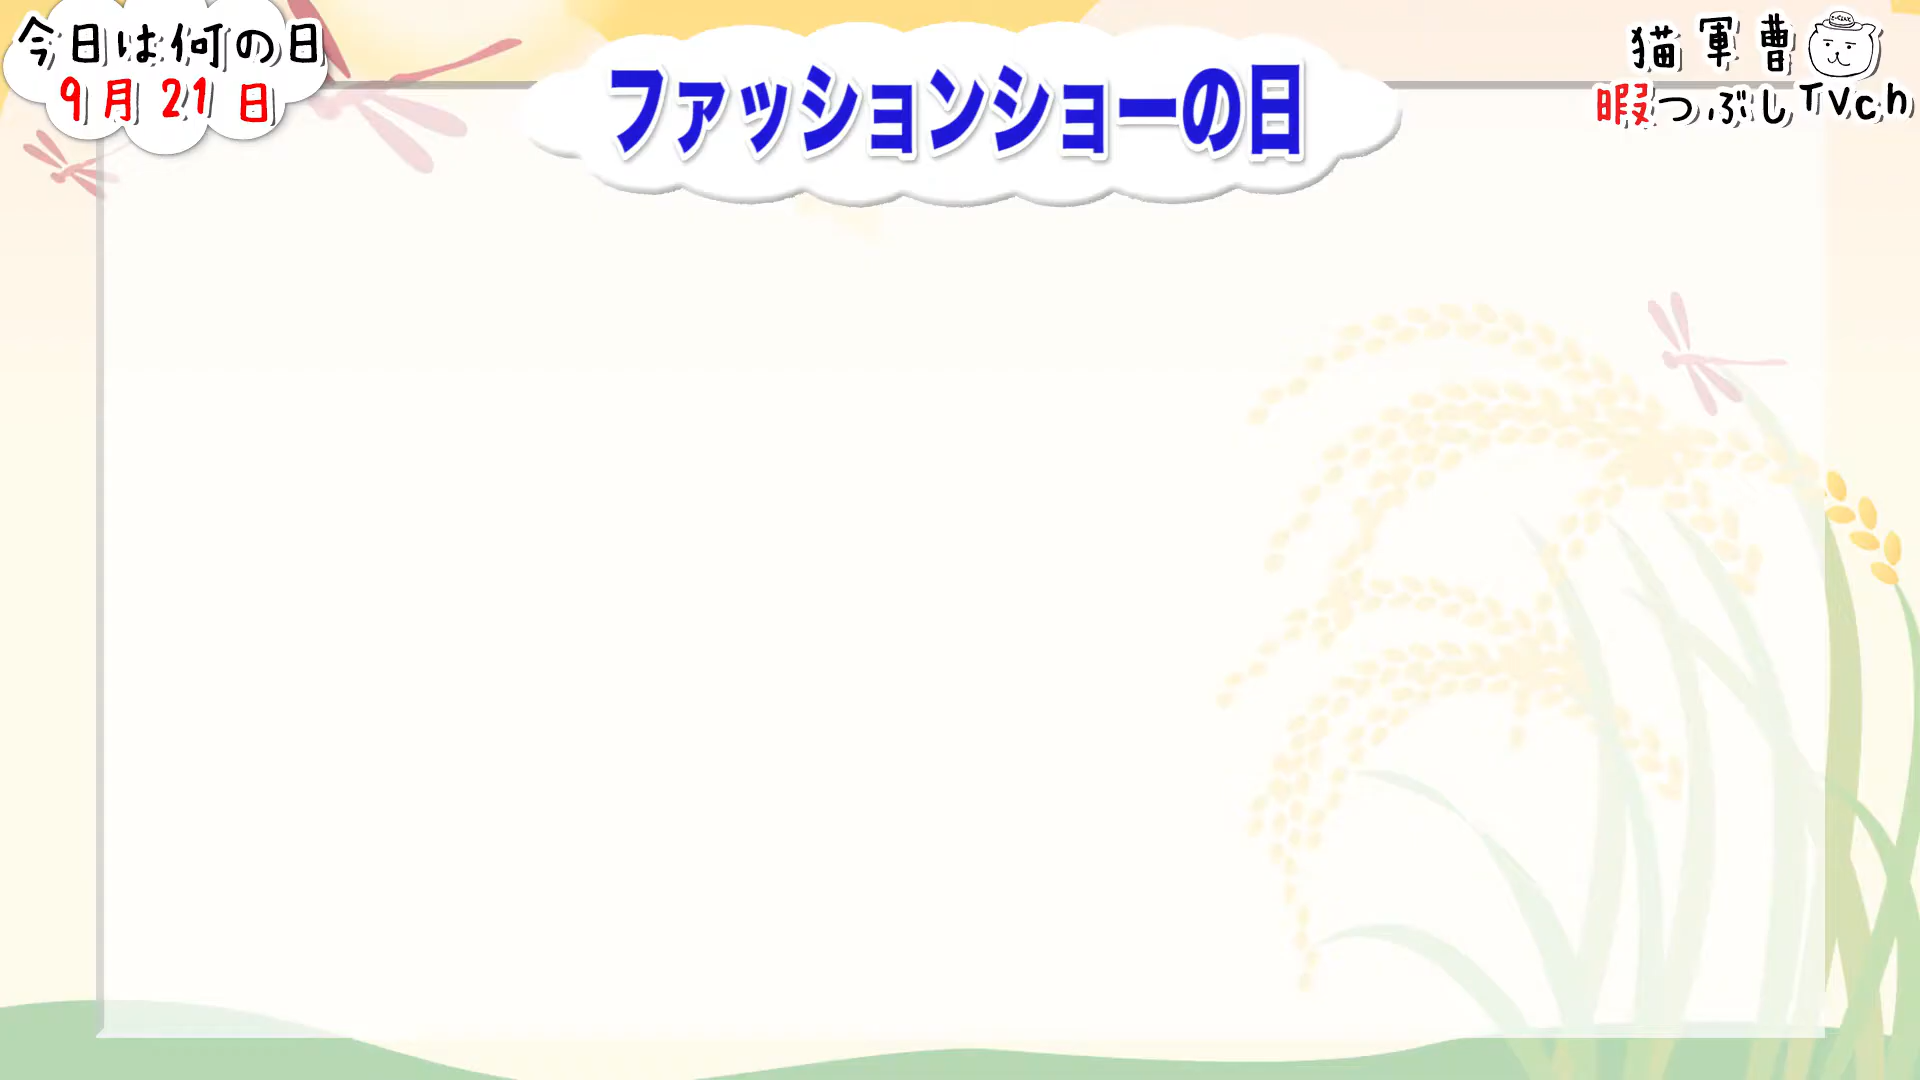 今日は何の日
9月21日
ファッションショーの日
猫軍曹
暇つぶしTVch